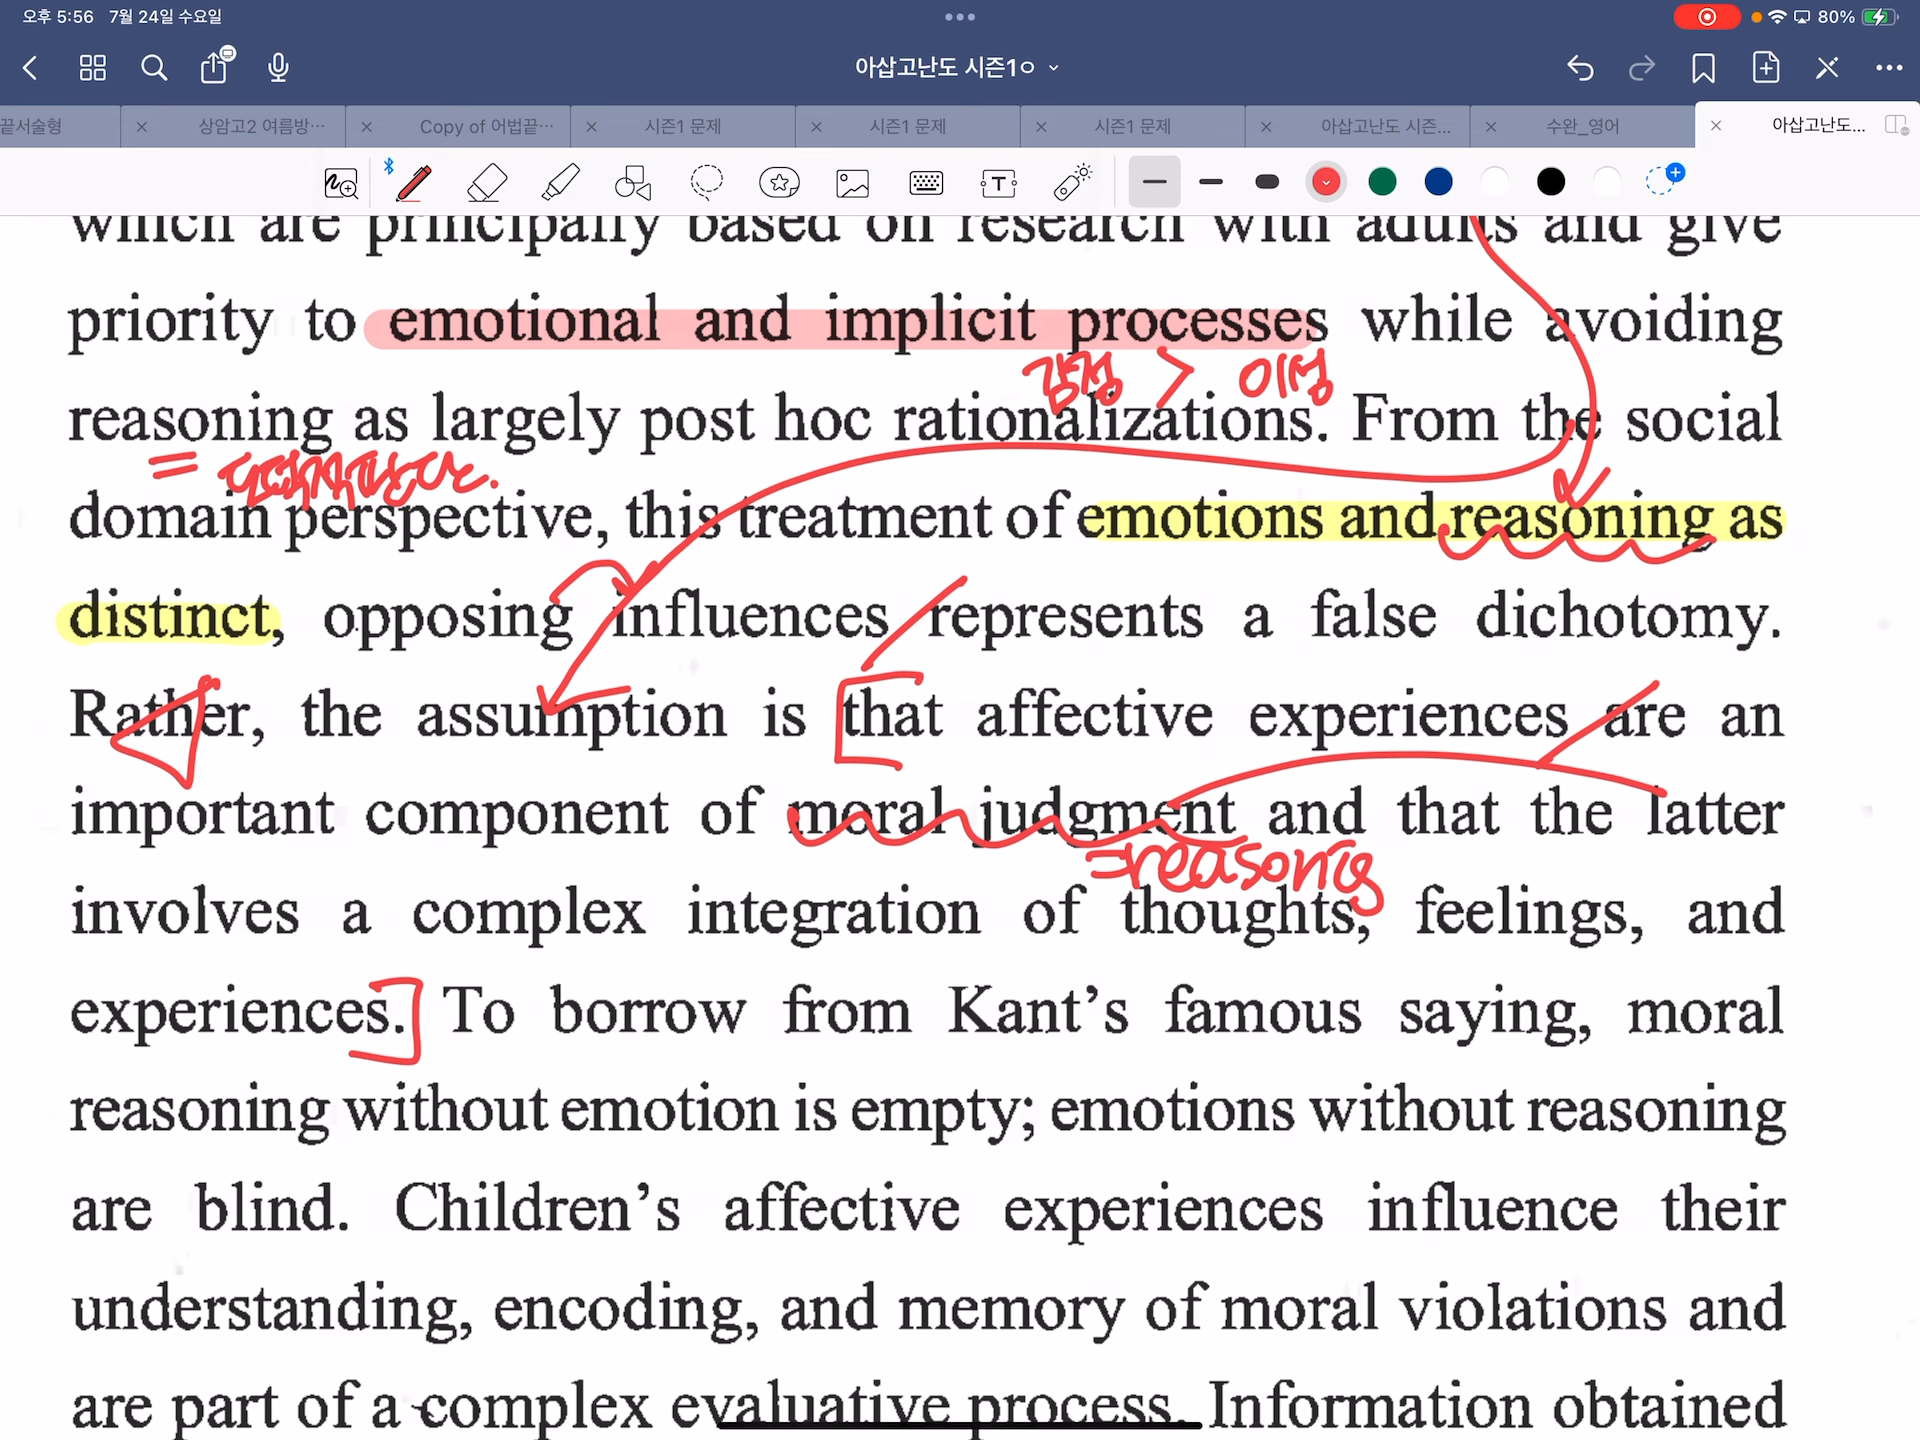 오후 5:56 7월 24일 수요일
80%
아삽고난도 시즌1ㅇ
끝서술형
상암고2 여름방…
Copy of 어법끝…
시즌1 문제
시즌1 문제
시즌1 문제
아삽고난도 시즌...
수완_영어
아삽고난도...
which are principally based on research with adults and give
priority to emotional and implicit processes while avoiding
감정 > 이성
reasoning as largely post hoc rationalizations. From the social
= 도덕적판단.
domain perspective, this treatment of emotions and reasoning as
distinct, opposing influences represents a false dichotomy.
Rather, the assumption is that affective experiences are an
important component of moral judgment and that the latter
=reasoning
involves a complex integration of thoughts, feelings, and
experiences. To borrow from Kant's famous saying, moral
reasoning without emotion is empty; emotions without reasoning
are blind. Children's affective experiences influence their
understanding, encoding, and memory of moral violations and
are part of a complex evaluative process. Information obtained